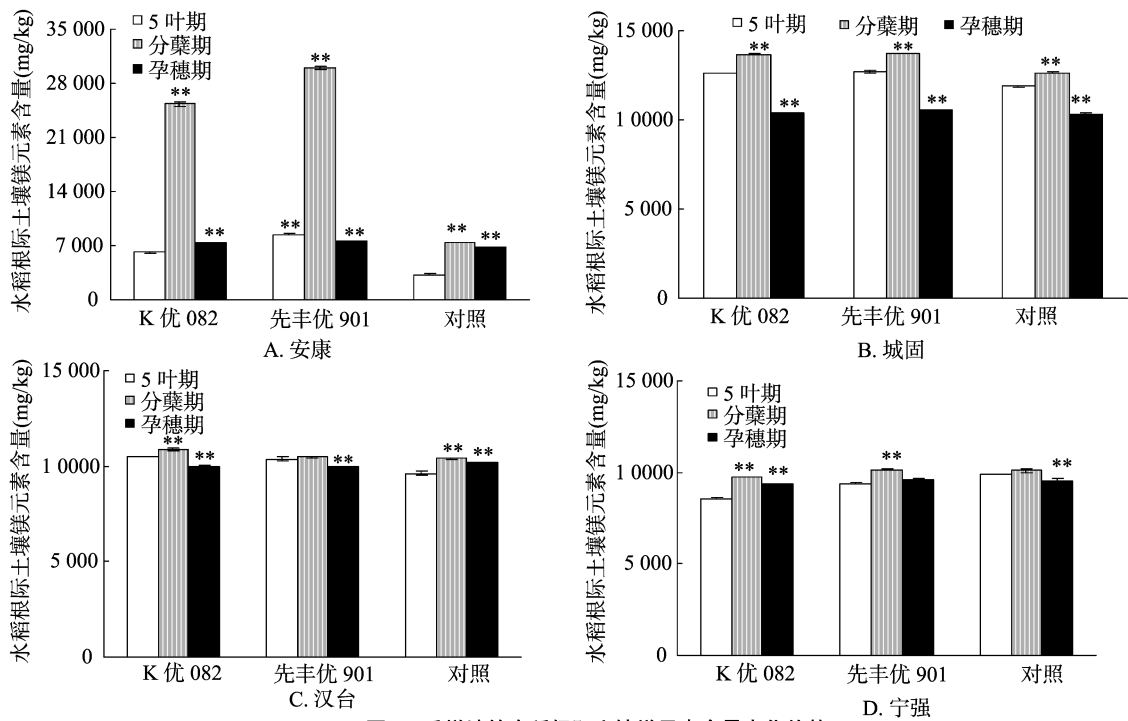 水稻根际土壤镁元素含量(mg/kg)
35 000
28 000
21 000
14 000
7 000
0
5 叶期
分蘖期
孕穗期
** ** ** ** ** ** **
K 优 082 先丰优 901 对照
A. 安康
水稻根际土壤镁元素含量(mg/kg)
15 000
10 000
5 000
0
5 叶期 分蘖期 孕穗期
** ** ** ** ** **
K 优 082 先丰优 901 对照
B. 城固
水稻根际土壤镁元素含量(mg/kg)
15 000
10 000
5 000
0
5 叶期
分蘖期
孕穗期
** ** ** ** **
K 优 082 先丰优 901 对照
C. 汉台
水稻根际土壤镁元素含量(mg/kg)
15 000
10 000
5 000
0
5 叶期
分蘖期
孕穗期
** ** ** **
K 优 082 先丰优 901 对照
D. 宁强